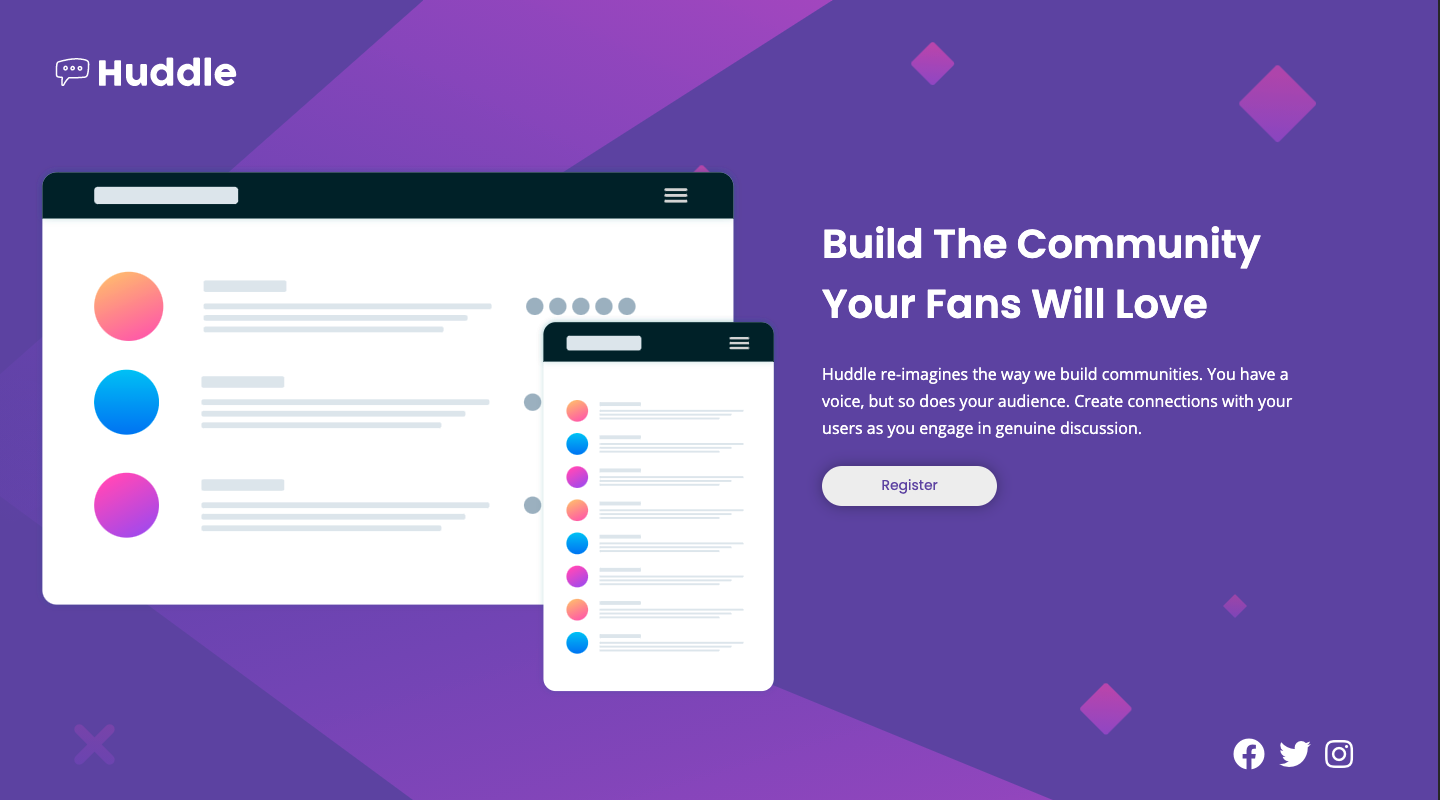 Huddle
Build The Community
Your Fans Will Love
Huddle re-imagines the way we build communities. You have a
voice, but so does your audience. Create connections with your
users as you engage in genuine discussion.
Register